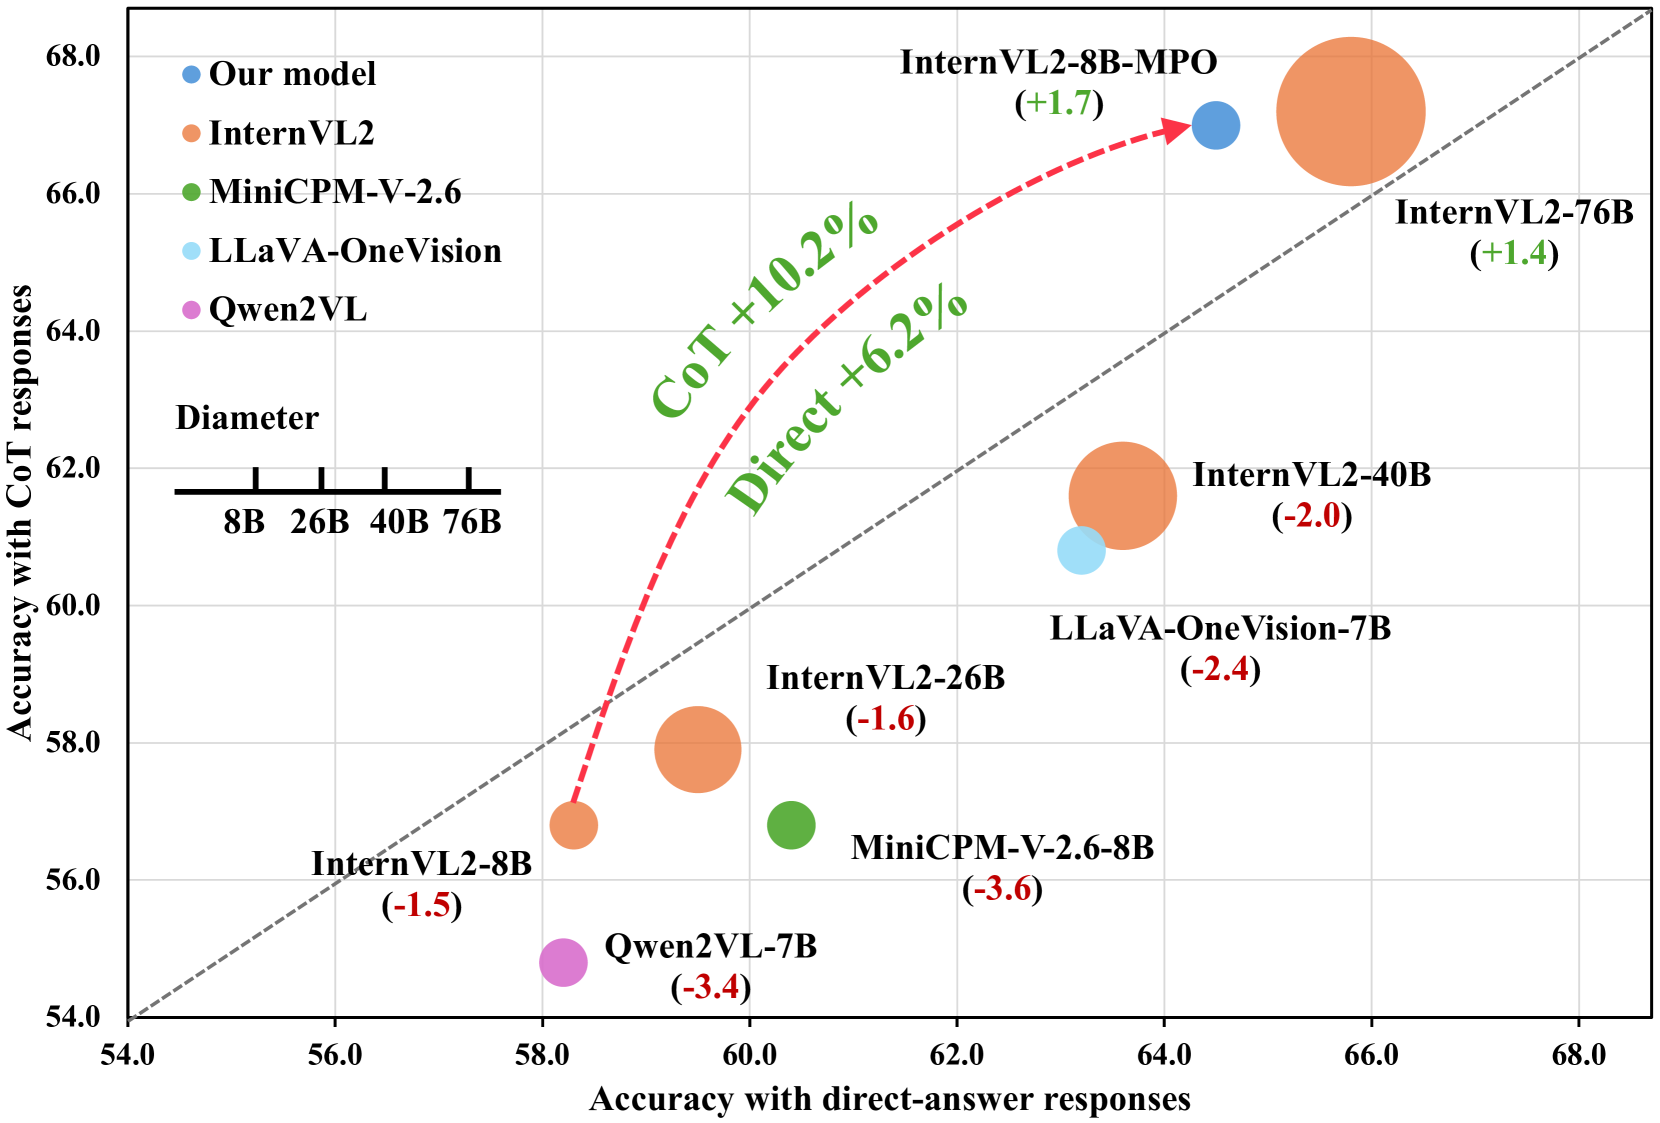 68.0
66.0
64.0
62.0
60.0
58.0
56.0
54.0
Accuracy with CoT responses
Our model
InternVL2
MiniCPM-V-2.6
LLaVA-OneVision
Qwen2VL
Diameter
8B 26B 40B 76B
InternVL2-8B-MPO
(+1.7)
InternVL2-76B
(+1.4)
CoT +10.2%
Direct +6.2%
InternVL2-40B
(-2.0)
LLaVA-OneVision-7B
(-2.4)
InternVL2-26B
(-1.6)
MiniCPM-V-2.6-8B
(-3.6)
InternVL2-8B
(-1.5)
Qwen2VL-7B
(-3.4)
54.0 56.0 58.0 60.0 62.0 64.0 66.0 68.0
Accuracy with direct-answer responses